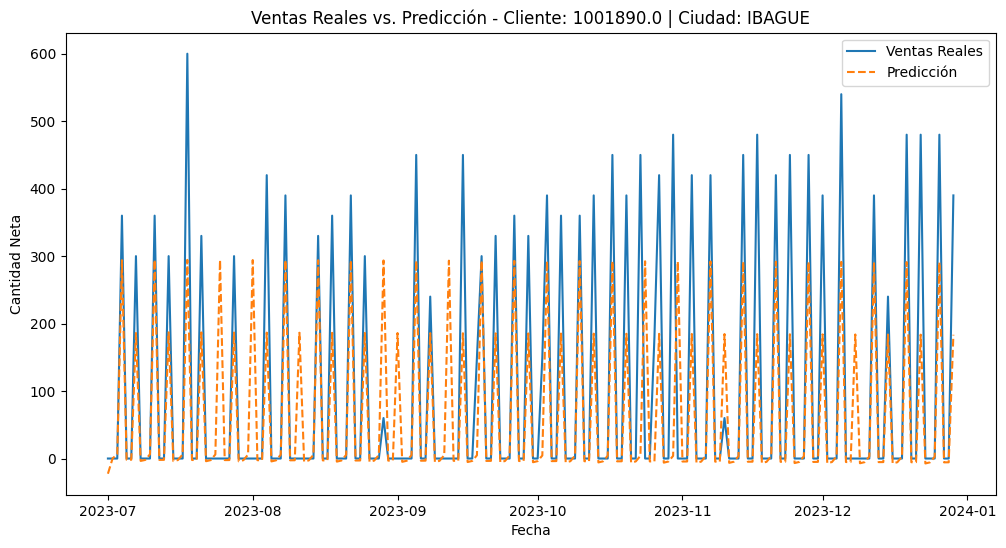 Ventas Reales vs. Predicción - Cliente: 1001890.0 | Ciudad: IBAGUE
Ventas Reales
Predicción
Cantidad Neta
600
500
400
300
200
100
0
2023-07
2023-08
2023-09
2023-10
2023-11
2023-12
2024-01
Fecha